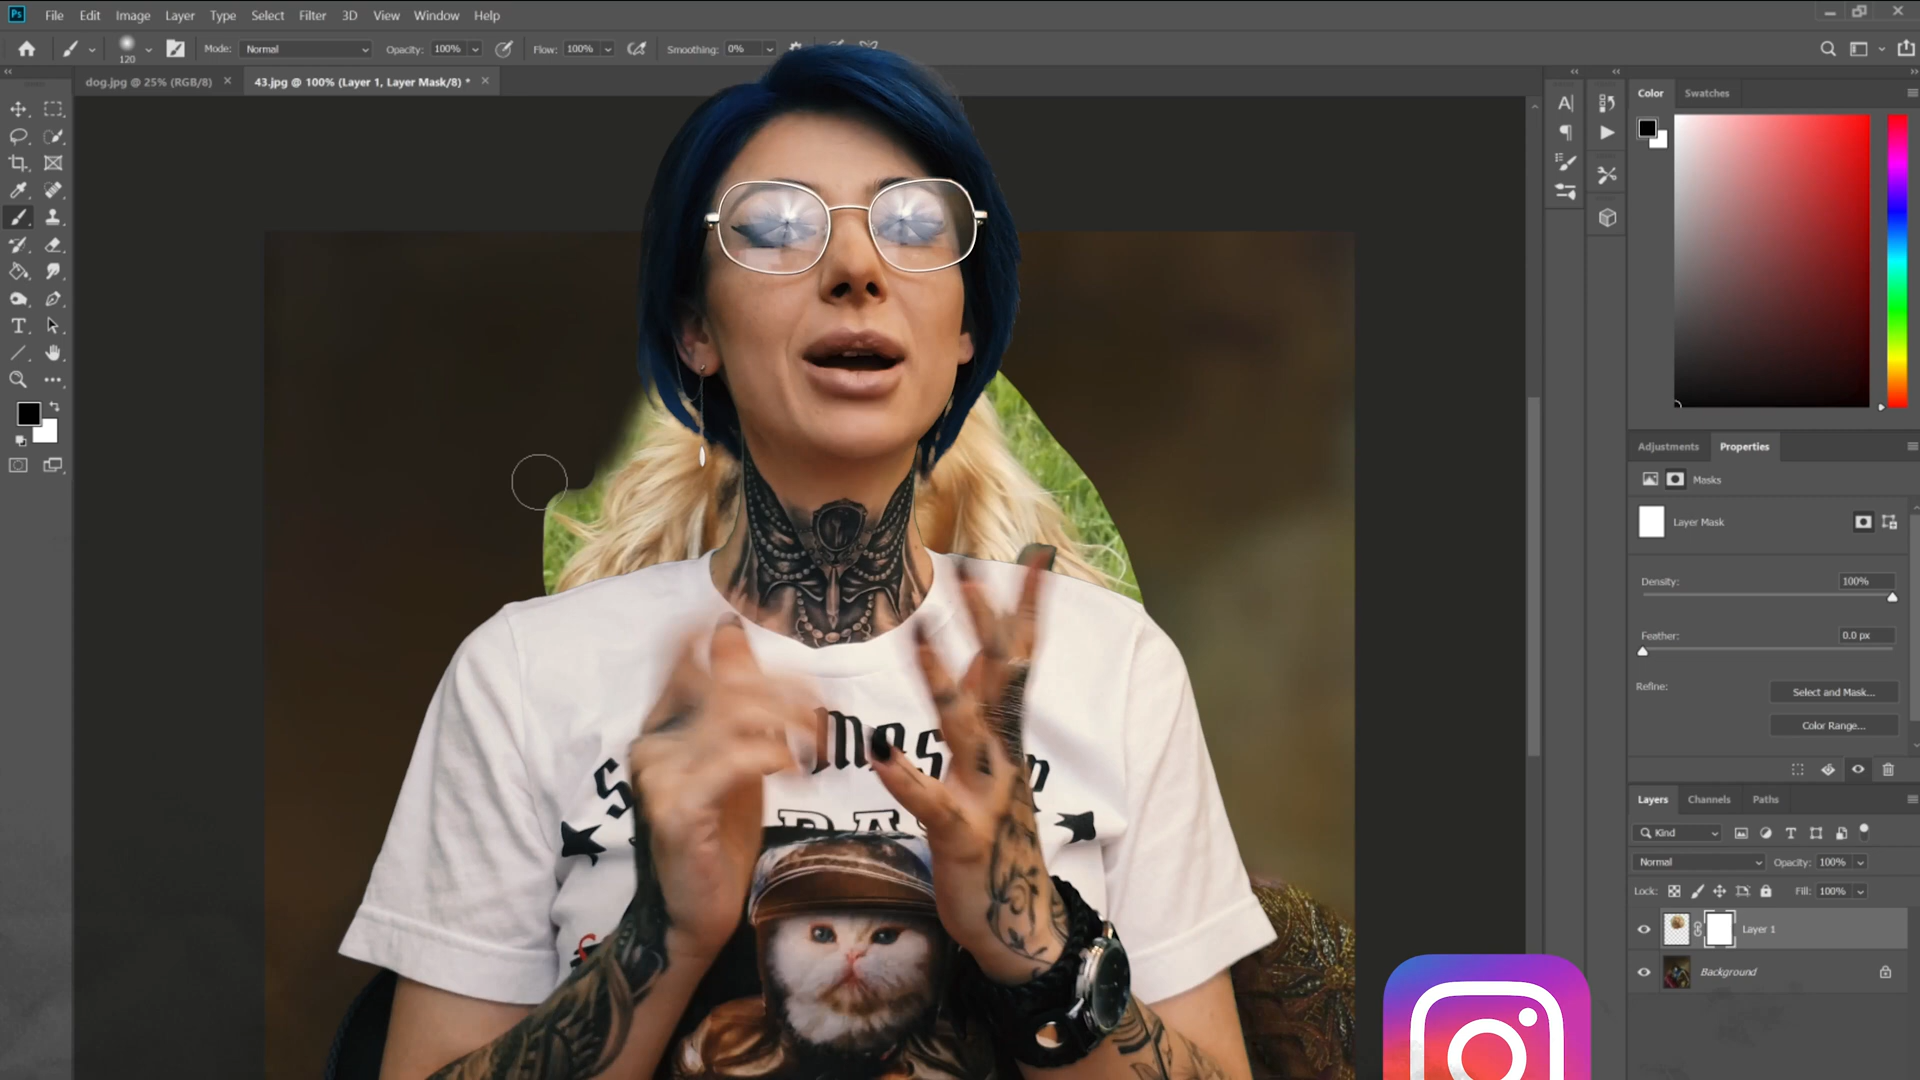 Ps File Edit Image Layer Type Select Filter 3D View Window Help
120 Mode: Normal Opacity: 100% Flow: 100% Smoothing: 0%
dog.jpg @ 25% (RGB/8) 43.jpg @ 100% (Layer 1, Layer Mask/8) *
Color Swatches
Adjustments Properties
Masks
Layer Mask
Density: 100%
Feather: 0.0 px
Refine: Select and Mask...
Color Range...
Layers Channels Paths
Kind
Normal Opacity: 100%
Lock: Fill: 100%
Layer 1
Background